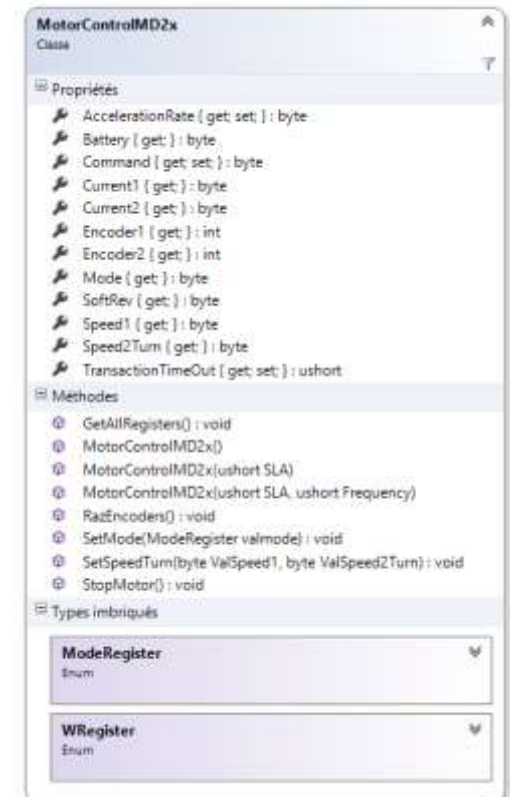 MotorControlMD2x
Classe
Propriétés
AccelerationRate { get; set; } : byte
Battery { get; } : byte
Command { get; set; } : byte
Current1 { get; } : byte
Current2 { get; } : byte
Encoder1 { get; } : int
Encoder2 { get; } : int
Mode { get; } : byte
SoftRev { get; } : byte
Speed1 { get; } : byte
Speed2Turn { get; } : byte
TransactionTimeOut { get; set; } : ushort
Méthodes
GetAllRegisters() : void
MotorControlMD2x()
MotorControlMD2x(ushort SLA)
MotorControlMD2x(ushort SLA, ushort Frequency)
RazEncoders() : void
SetMode(ModeRegister valmode) : void
SetSpeedTurn(byte ValSpeed1, byte ValSpeed2Turn) : void
StopMotor() : void
Types imbriqués
ModeRegister
Enum
WRegister
Enum